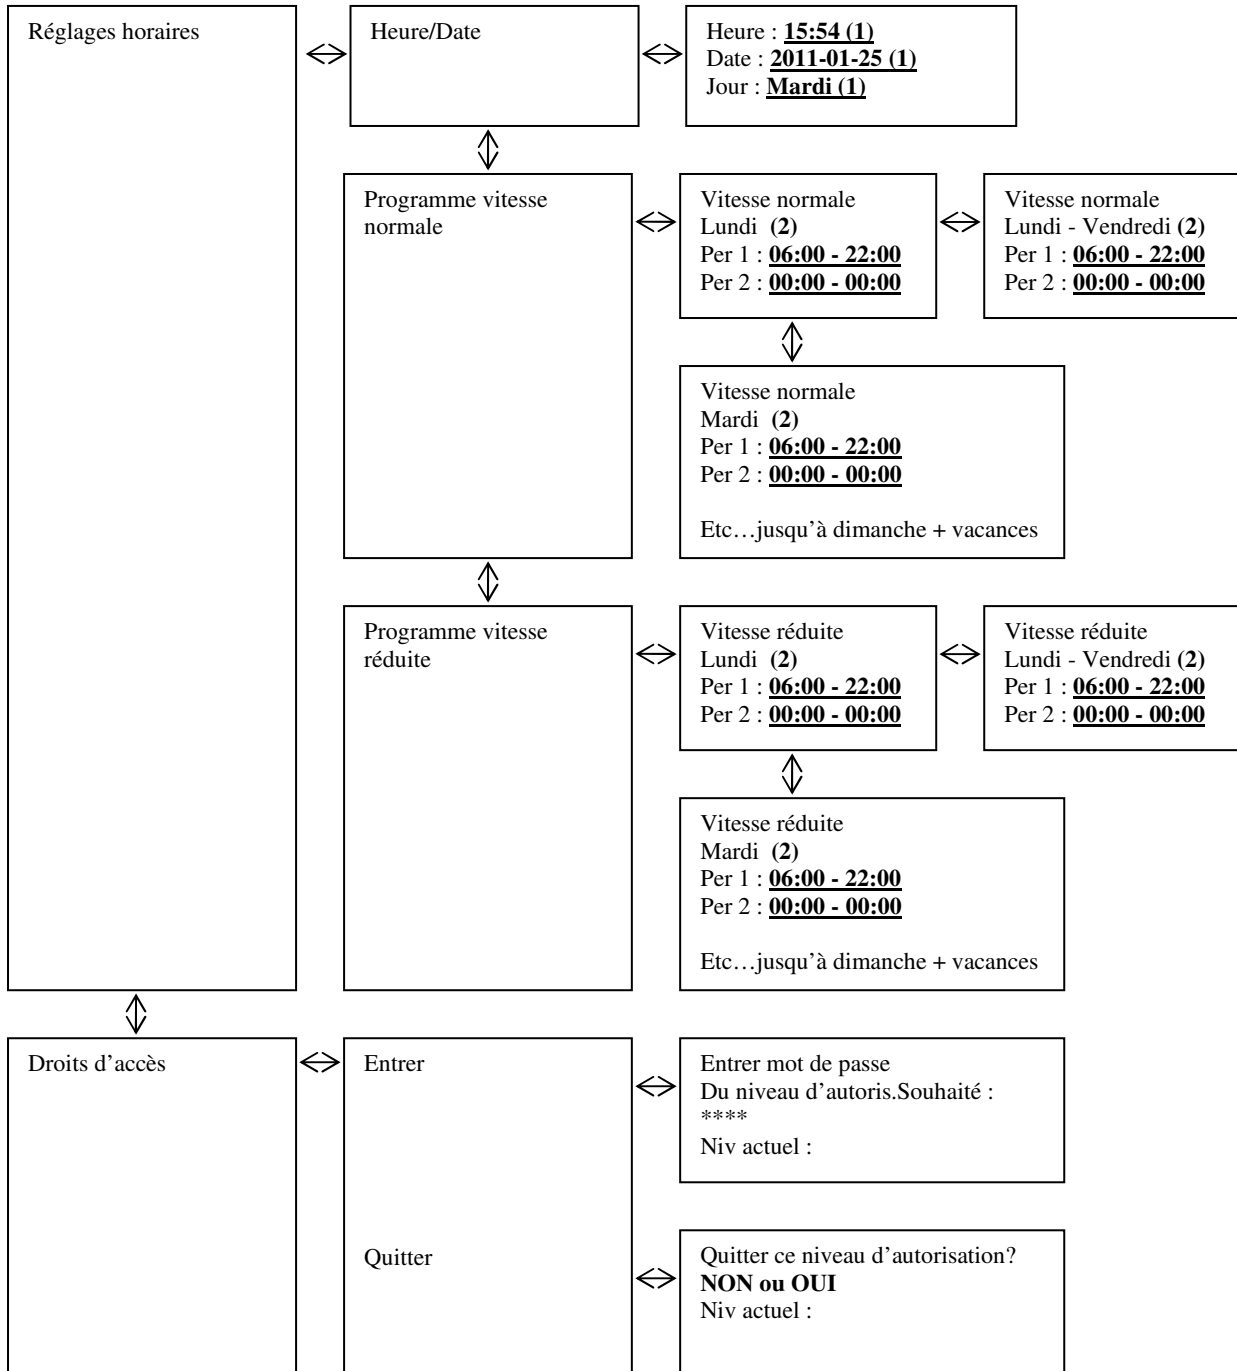 Réglages horaires
Heure/Date
Heure : 15:54 (1)
Date : 2011-01-25 (1)
Jour : Mardi (1)
Programme vitesse
normale
Vitesse normale
Lundi (2)
Per 1 : 06:00 - 22:00
Per 2 : 00:00 - 00:00
Vitesse normale
Lundi - Vendredi (2)
Per 1 : 06:00 - 22:00
Per 2 : 00:00 - 00:00
Vitesse normale
Mardi (2)
Per 1 : 06:00 - 22:00
Per 2 : 00:00 - 00:00
Etc…jusqu'à dimanche + vacances
Programme vitesse
réduite
Vitesse réduite
Lundi (2)
Per 1 : 06:00 - 22:00
Per 2 : 00:00 - 00:00
Vitesse réduite
Lundi - Vendredi (2)
Per 1 : 06:00 - 22:00
Per 2 : 00:00 - 00:00
Vitesse réduite
Mardi (2)
Per 1 : 06:00 - 22:00
Per 2 : 00:00 - 00:00
Etc…jusqu'à dimanche + vacances
Droits d'accès
Entrer
Entrer mot de passe
Du niveau d'autoris.Souhaité :
****
Niv actuel :
Quitter
Quitter ce niveau d'autorisation?
NON ou OUI
Niv actuel :